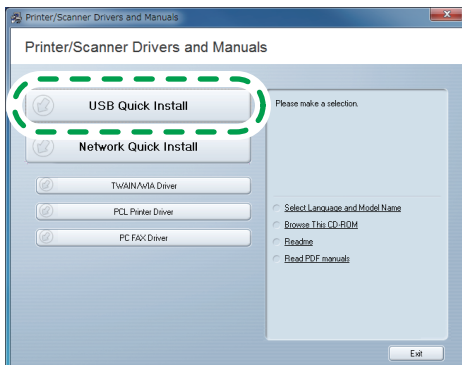 Printer/Scanner Drivers and Manuals
Printer/Scanner Drivers and Manuals
USB Quick Install
Please make a selection.
Network Quick Install
TWAIN/WIA Driver
PCL Printer Driver
PC FAX Driver
Select Language and Model Name
Browse This CD-ROM
Readme
Read PDF manuals
Exit